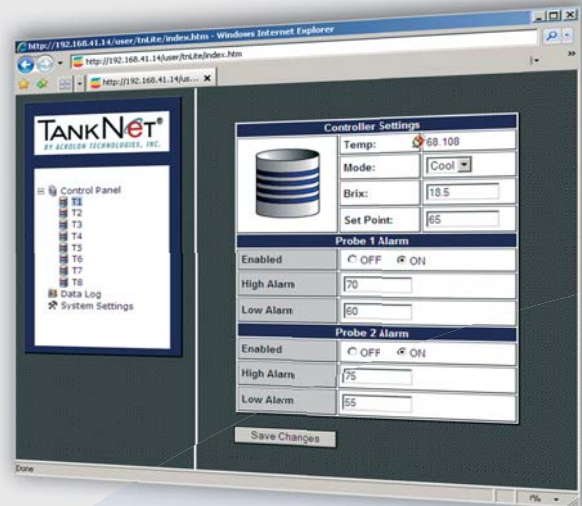 http://192.168.41.14/user/tnLite/index.htm - Windows Internet Explorer
http://192.168.41.14/user/tnLite/index.htm
http://192.168.41.14/us...
TANKNET®
BY ACROLON TECHNOLOGIES, INC.
Control Panel
T1
T2
T3
T4
T5
T6
T7
T8
Data Log
System Settings
Controller Settings
Temp: 68.108
Mode: Cool
Brix: 18.5
Set Point: 65
Probe 1 Alarm
Enabled OFF ON
High Alarm 70
Low Alarm 60
Probe 2 Alarm
Enabled OFF ON
High Alarm 75
Low Alarm 55
Save Changes
Done